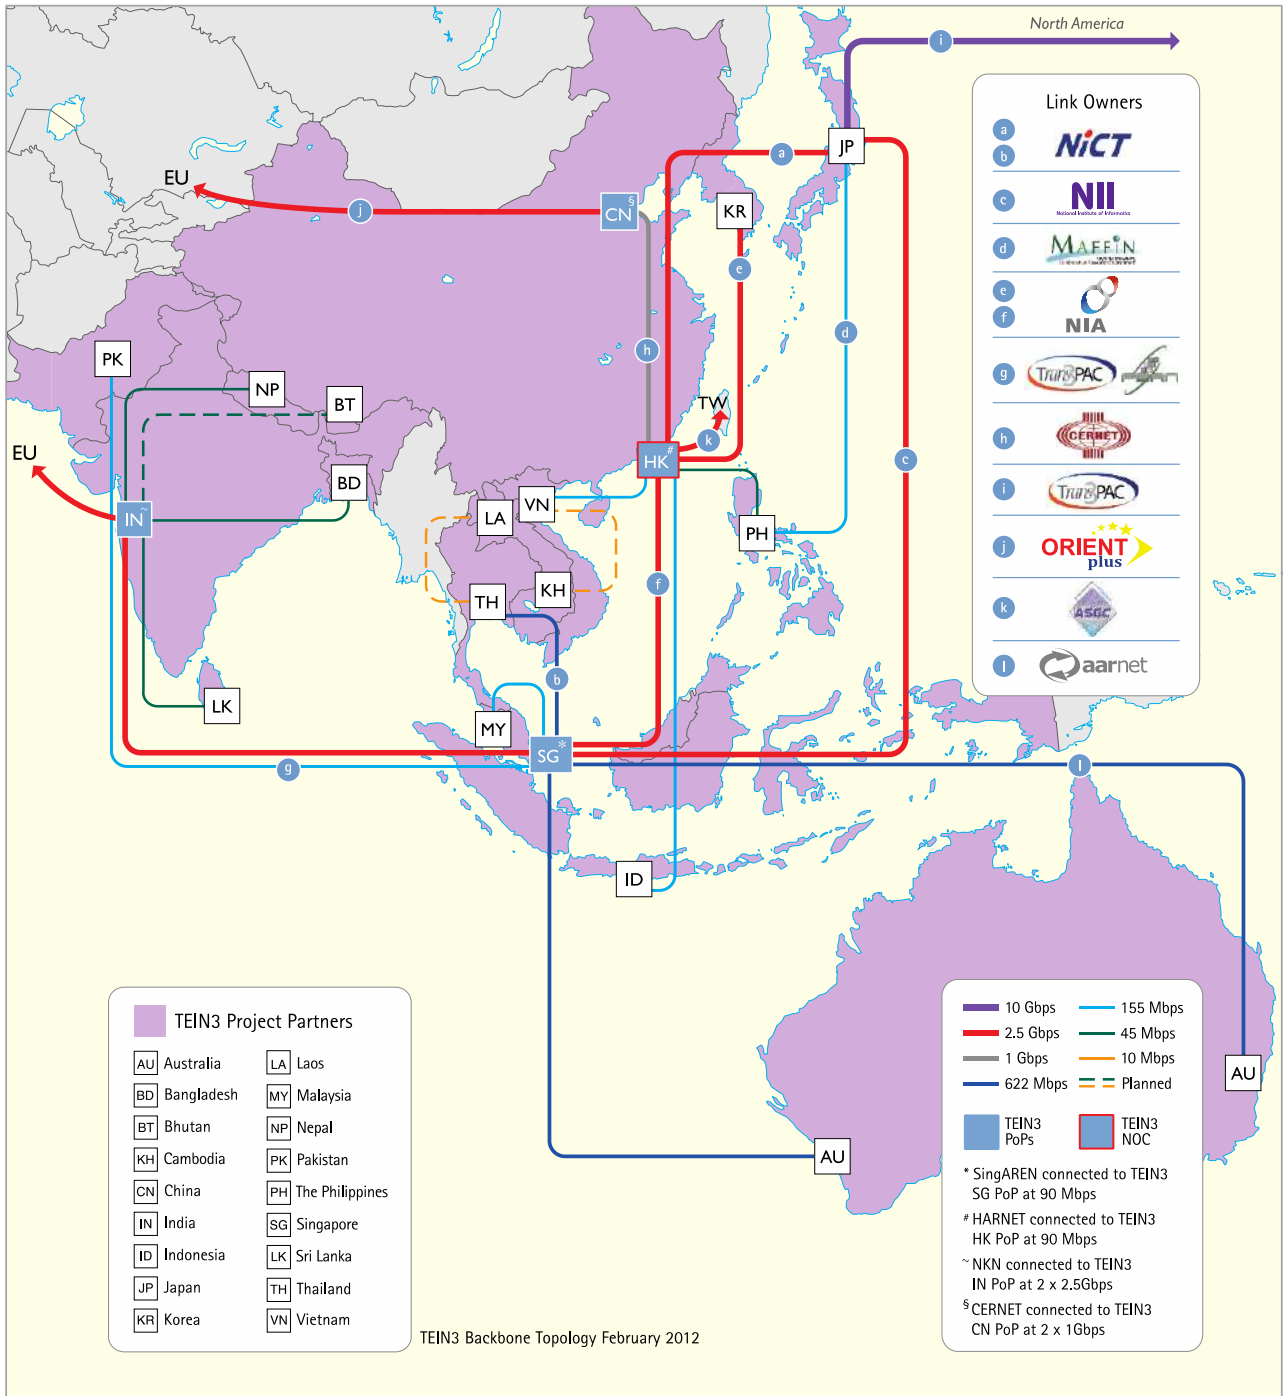 North America
i
Link Owners
a
b
NiCT
c
NII
National Institute of Informatics
d
MAFFIN
e
f
NIA
g
TransPAC
h
CERNET
i
TransPAC
j
ORIENT
plus
k
ASGC
l
aarnet
JP
a
EU
j
CN§
KR
e
d
h
PK
NP
BT
TW
k
EU
HK#
c
BD
IN~
LA
VN
PH
f
KH
TH
b
LK
MY
SG*
g
l
ID
AU
AU
TEIN3 Project Partners
AU Australia
BD Bangladesh
BT Bhutan
KH Cambodia
CN China
IN India
ID Indonesia
JP Japan
KR Korea
LA Laos
MY Malaysia
NP Nepal
PK Pakistan
PH The Philippines
SG Singapore
LK Sri Lanka
TH Thailand
VN Vietnam
TEIN3 Backbone Topology February 2012
10 Gbps
2.5 Gbps
1 Gbps
622 Mbps
155 Mbps
45 Mbps
10 Mbps
Planned
TEIN3
PoPs
TEIN3
NOC
* SingAREN connected to TEIN3
SG PoP at 90 Mbps
# HARNET connected to TEIN3
HK PoP at 90 Mbps
~ NKN connected to TEIN3
IN PoP at 2 x 2.5Gbps
§ CERNET connected to TEIN3
CN PoP at 2 x 1Gbps